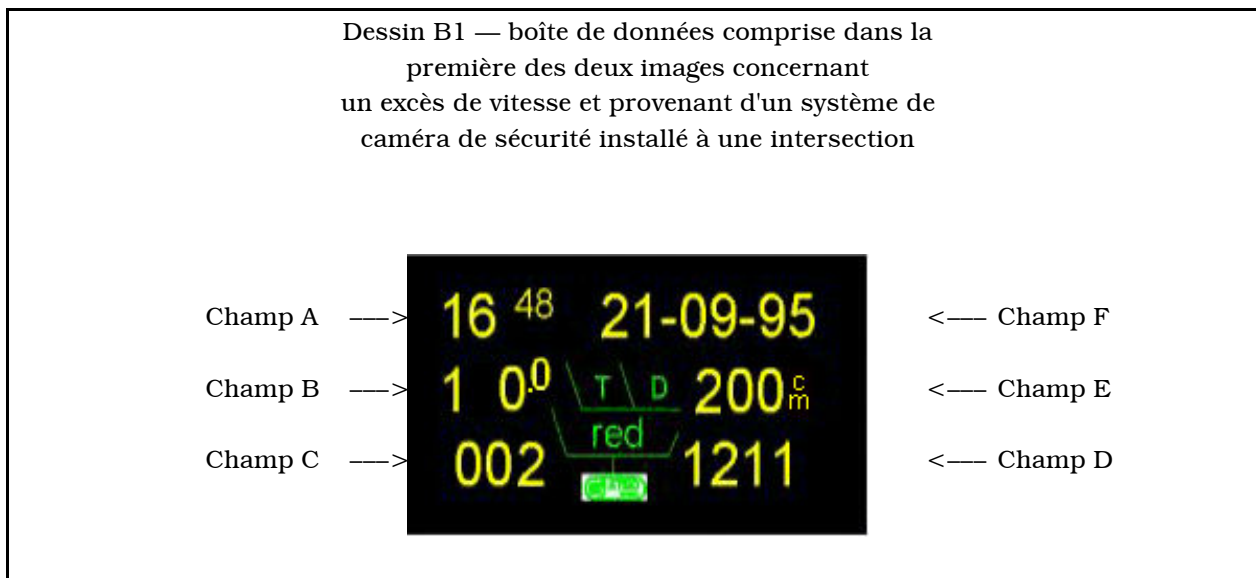 Dessin B1 — boîte de données comprise dans la
première des deux images concernant
un excès de vitesse et provenant d'un système de
caméra de sécurité installé à une intersection
Champ A —––> 16 48 21-09-95 <–—– Champ F
Champ B —––> 1 0.0 T D 200 cm <–—– Champ E
red
Champ C —––> 002 1211 <–—– Champ D